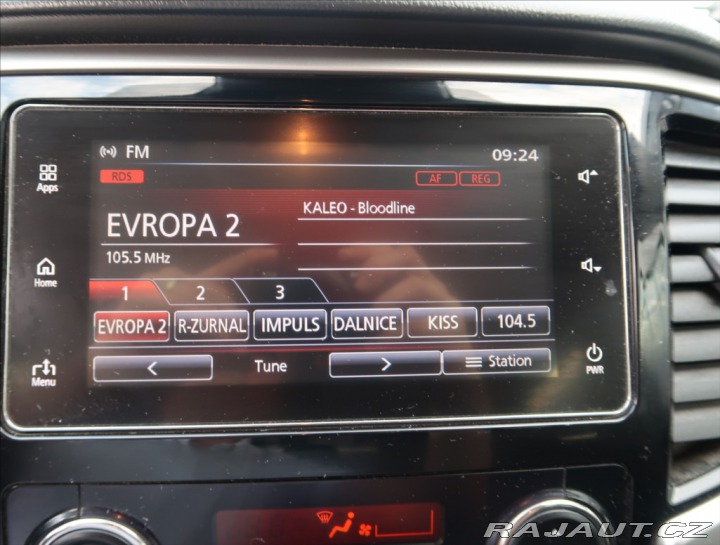 FM
09:24
RDS
AF REG
Apps
EVROPA 2
KALEO - Bloodline
105.5 MHz
Home
1 2 3
EVROPA 2 R-ZURNAL IMPULS DALNICE KISS 104.5
< Tune > Station
Menu
PWR
RAJAUT.CZ